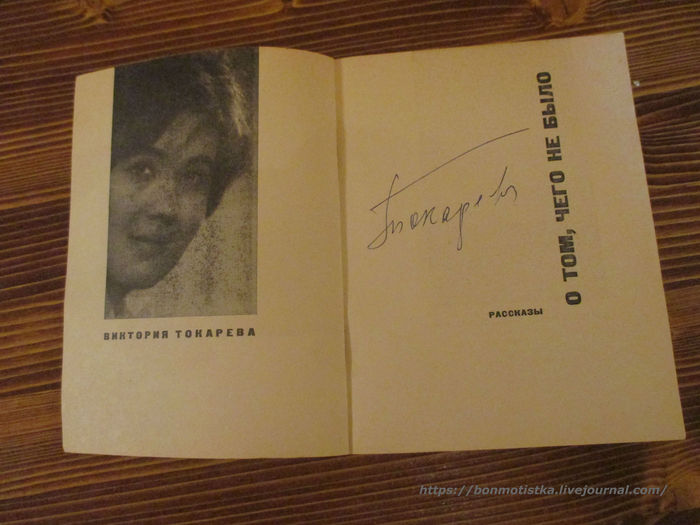 ВИКТОРИЯ ТОКАРЕВА
Токарева
О ТОМ, ЧЕГО НЕ БЫЛО
РАССКАЗЫ
https://bonmotistka.livejournal.com/